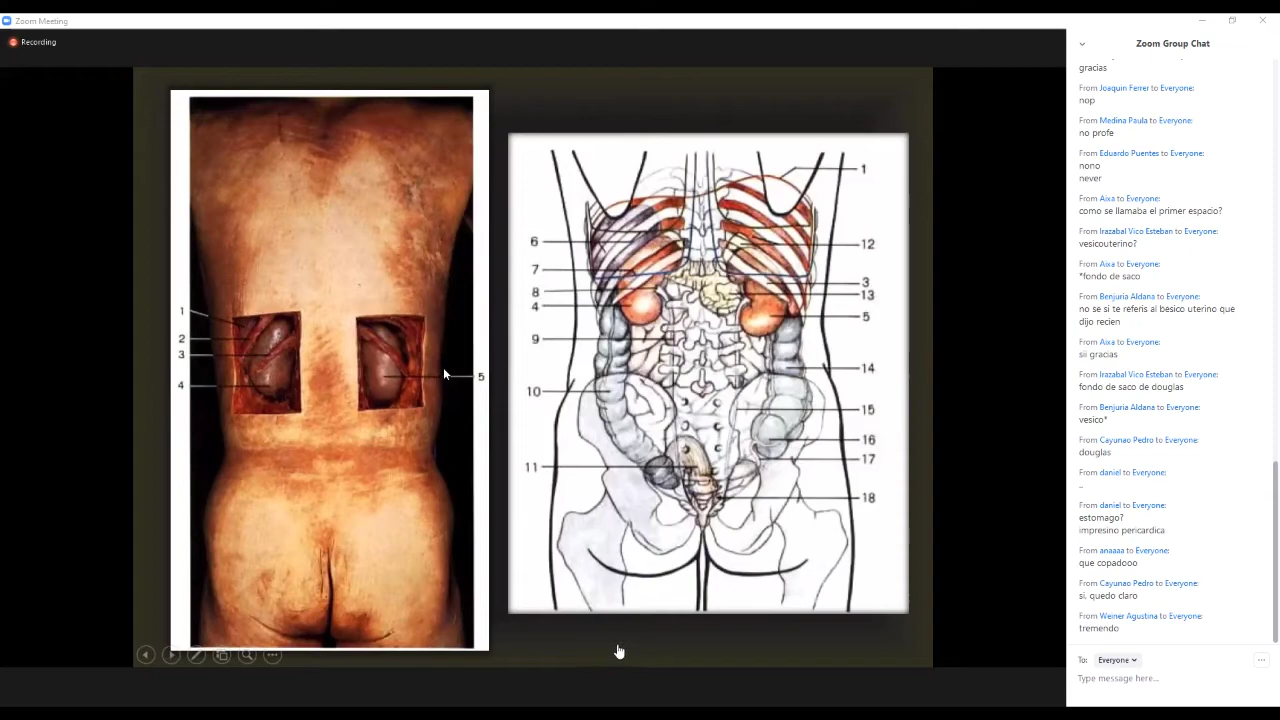 Zoom Meeting
Recording
1
2
3
4
5
6
7
8
4
9
10
11
1
12
3
13
5
14
15
16
17
18
Zoom Group Chat
gracias
From Joaquin Ferrer to Everyone:
nop
From Medina Paula to Everyone:
no profe
From Eduardo Puentes to Everyone:
nono
never
From Aixa to Everyone:
como se llamaba el primer espacio?
From Irazabal Vico Esteban to Everyone:
vesicouterino?
From Aixa to Everyone:
*fondo de saco
From Benjuria Aldana to Everyone:
no se si te referis al besico uterino que
dijo recien
From Aixa to Everyone:
sii gracias
From Irazabal Vico Esteban to Everyone:
fondo de saco de douglas
From Benjuria Aldana to Everyone:
vesico*
From Cayunao Pedro to Everyone:
douglas
From daniel to Everyone:
..
From daniel to Everyone:
estomago?
impresino pericardica
From anaaaa to Everyone:
que copadooo
From Cayunao Pedro to Everyone:
si, quedo claro
From Weiner Agustina to Everyone:
tremendo
To: Everyone
Type message here...